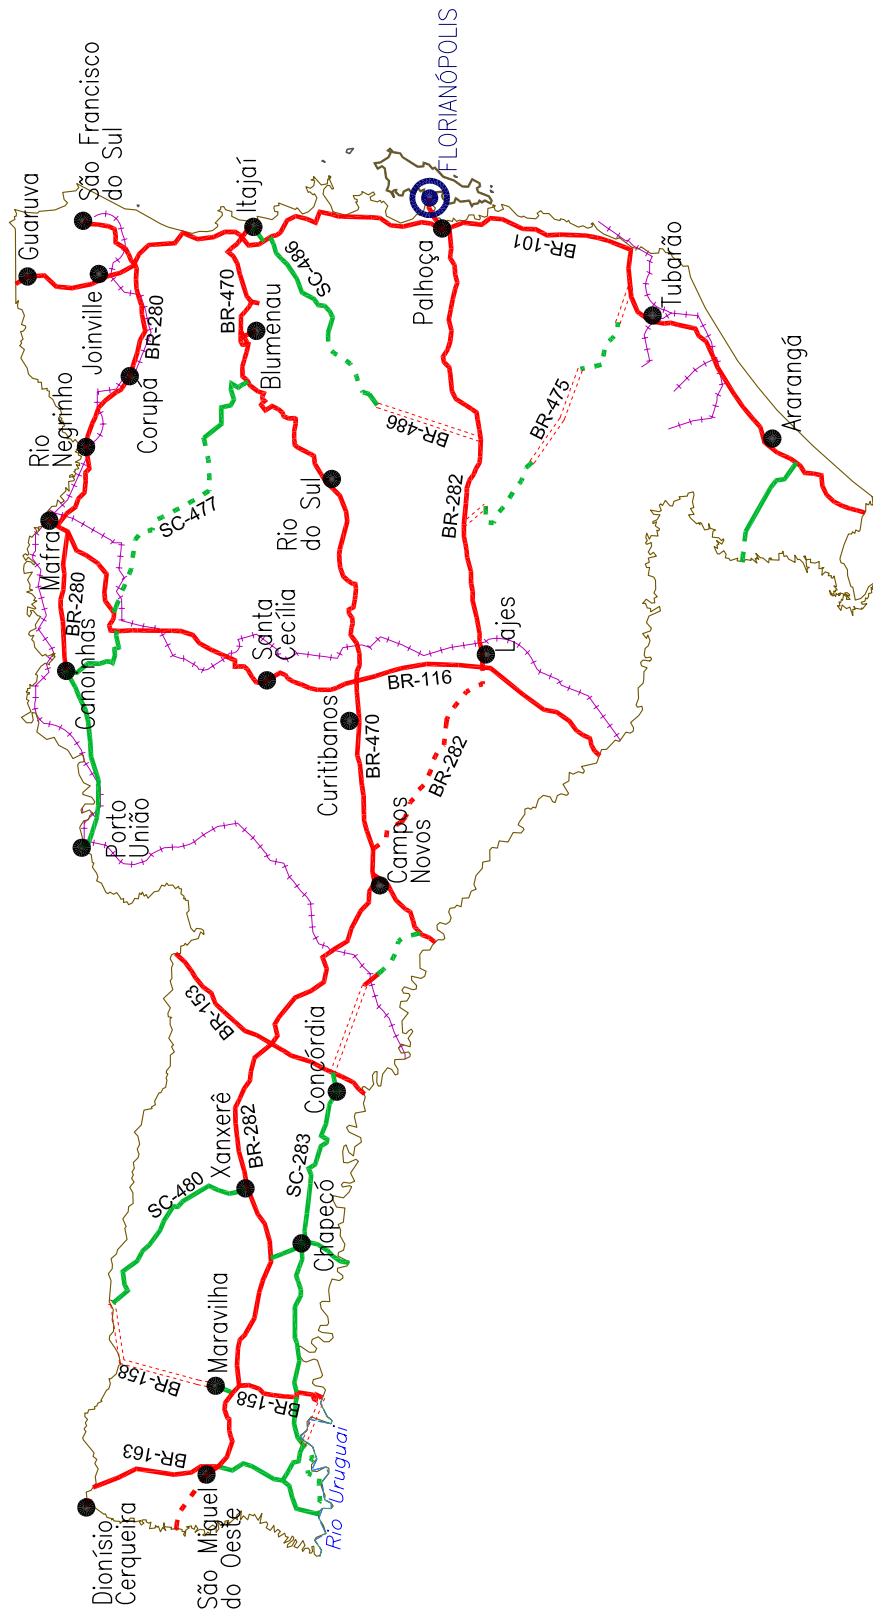 Guaruva
São Francisco
do Sul
Joinville
Rio
Negrinho
Corupá
BR-280
Itajaí
SC-486
BR-470
Blumenau
FLORIANÓPOLIS
Palhoça
BR-101
Tubarão
Araranguá
BR-475
BR-486
BR-282
Mafra
BR-280
Canoinhas
SC-477
Rio
do Sul
Santa
Cecília
Lajes
BR-116
Curitibanos
BR-470
BR-282
Porto
União
Campos
Novos
BR-153
Concórdia
Xanxerê
BR-282
SC-480
SC-283
Chapecó
Maravilha
BR-158
BR-158
BR-163
Dionísio
Cerqueira
São Miguel
do Oeste
Rio Uruguai